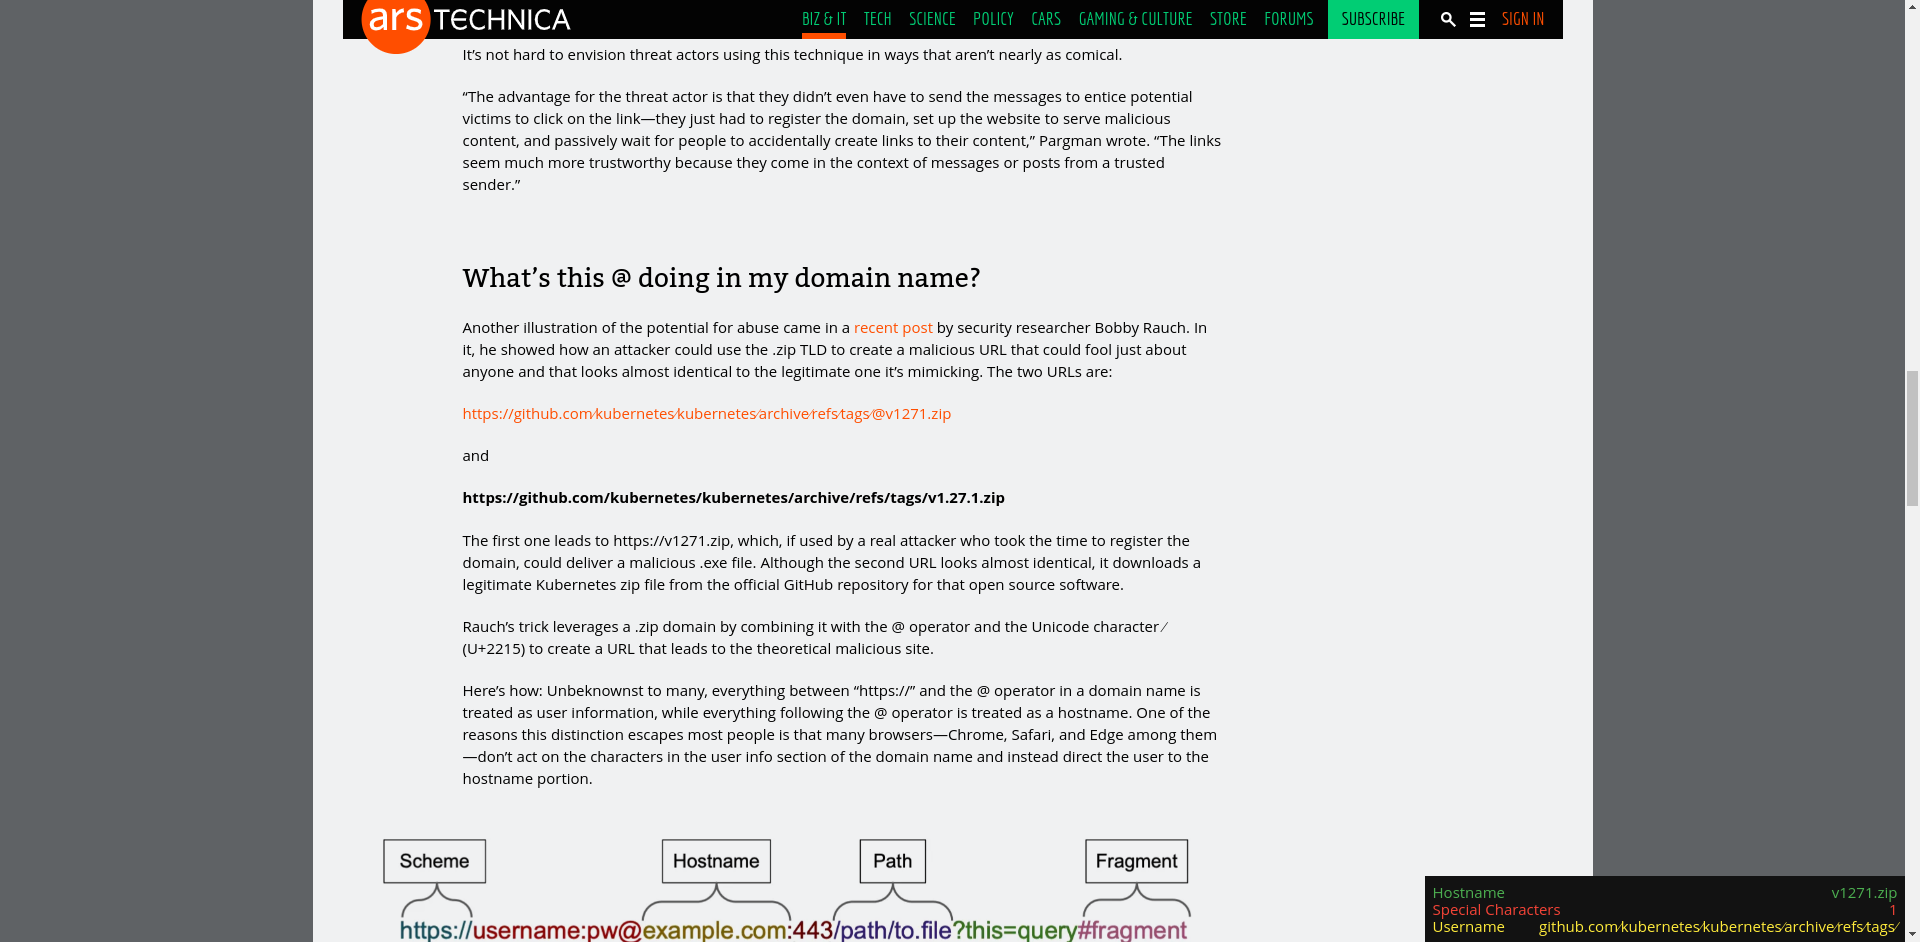 ars TECHNICA
BIZ & IT TECH SCIENCE POLICY CARS GAMING & CULTURE STORE FORUMS SUBSCRIBE SIGN IN
It’s not hard to envision threat actors using this technique in ways that aren’t nearly as comical.
“The advantage for the threat actor is that they didn’t even have to send the messages to entice potential
victims to click on the link—they just had to register the domain, set up the website to serve malicious
content, and passively wait for people to accidentally create links to their content,” Pargman wrote. “The links
seem much more trustworthy because they come in the context of messages or posts from a trusted
sender.”
What’s this @ doing in my domain name?
Another illustration of the potential for abuse came in a recent post by security researcher Bobby Rauch. In
it, he showed how an attacker could use the .zip TLD to create a malicious URL that could fool just about
anyone and that looks almost identical to the legitimate one it’s mimicking. The two URLs are:
https://github.com∕kubernetes∕kubernetes∕archive∕refs∕tags∕@v1271.zip
and
https://github.com/kubernetes/kubernetes/archive/refs/tags/v1.27.1.zip
The first one leads to https://v1271.zip, which, if used by a real attacker who took the time to register the
domain, could deliver a malicious .exe file. Although the second URL looks almost identical, it downloads a
legitimate Kubernetes zip file from the official GitHub repository for that open source software.
Rauch’s trick leverages a .zip domain by combining it with the @ operator and the Unicode character ∕
(U+2215) to create a URL that leads to the theoretical malicious site.
Here’s how: Unbeknownst to many, everything between “https://” and the @ operator in a domain name is
treated as user information, while everything following the @ operator is treated as a hostname. One of the
reasons this distinction escapes most people is that many browsers—Chrome, Safari, and Edge among them
—don’t act on the characters in the user info section of the domain name and instead direct the user to the
hostname portion.
Scheme Hostname Path Fragment
https://username:pw@example.com:443/path/to.file?this=query#fragment
Hostname v1271.zip
Special Characters 1
Username github.com∕kubernetes∕kubernetes∕archive∕refs∕tags∕